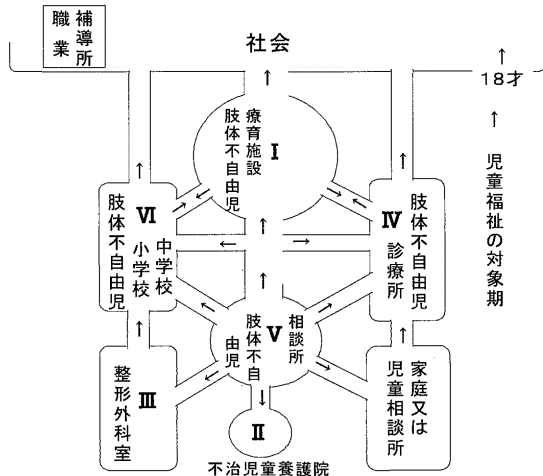 職業
補導所
社会
↑
18才
↑
児童福祉の対象期
Ⅰ
療育施設
肢体不自由児
Ⅵ
肢体不自由児
中学校
小学校
Ⅳ
肢体不自由児
診療所
Ⅴ
相談所
肢体不自
由児
Ⅲ
整形外科室
Ⅱ
不治児童養護院
家庭又は
児童相談所